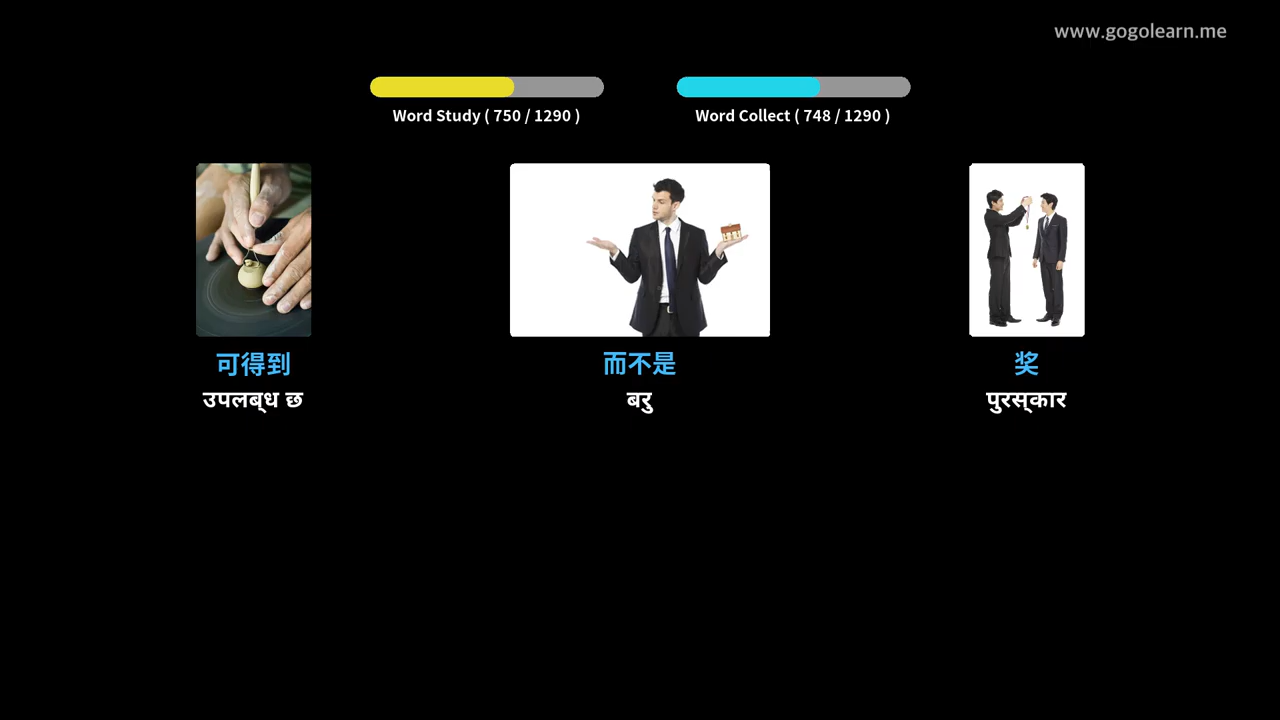 www.gogolearn.me
Word Study ( 750 / 1290 )
Word Collect ( 748 / 1290 )
可得到
उपलब्ध छ
而不是
बरु
奖
पुरस्कार